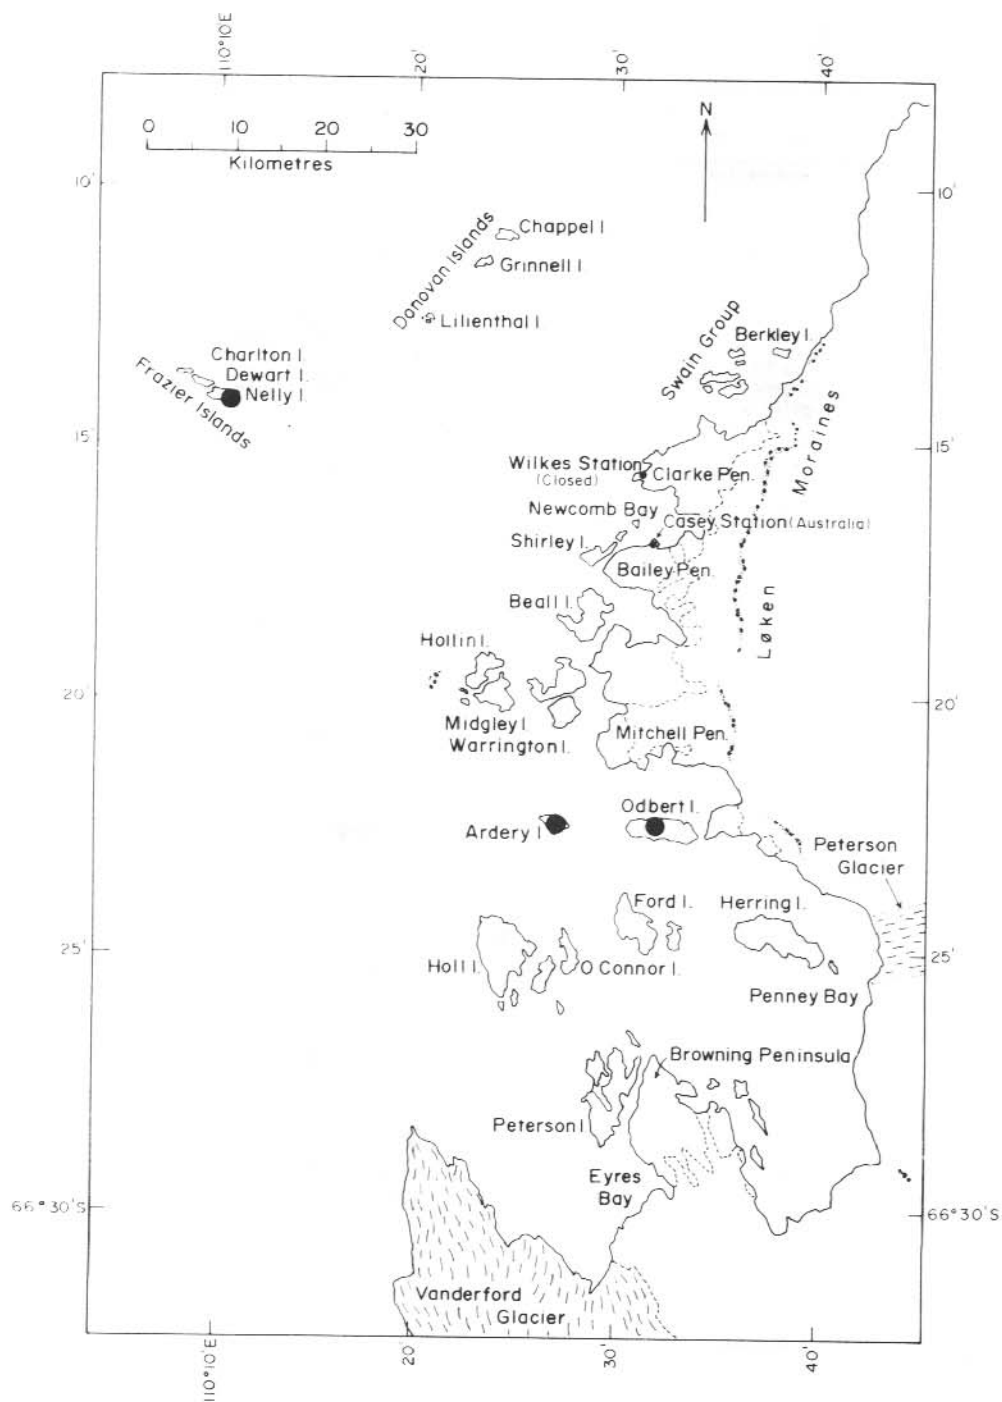 110°10'E
20'
30'
40'
0 10 20 30
Kilometres
N
10'
10'
Chappel I.
Grinnell I.
Donovan Islands
Lilienthal I.
Swain Group
Berkley I.
Charlton I.
Dewart I.
Nelly I.
Frazier Islands
15'
15'
Wilkes Station
(Closed)
Clarke Pen.
Moraines
Newcomb Bay
Casey Station (Australia)
Shirley I.
Bailey Pen.
Beall I.
Løken
Hollin I.
20'
20'
Midgley I.
Warrington I.
Mitchell Pen.
Odbert I.
Ardery I
Peterson
Glacier
Ford I.
Herring I.
25'
25'
Holl I.
O Connor I.
Penney Bay
Browning Peninsula
Peterson I
Eyres
Bay
66°30'S
66°30'S
Vanderford
Glacier
110°10'E
20'
30'
40'